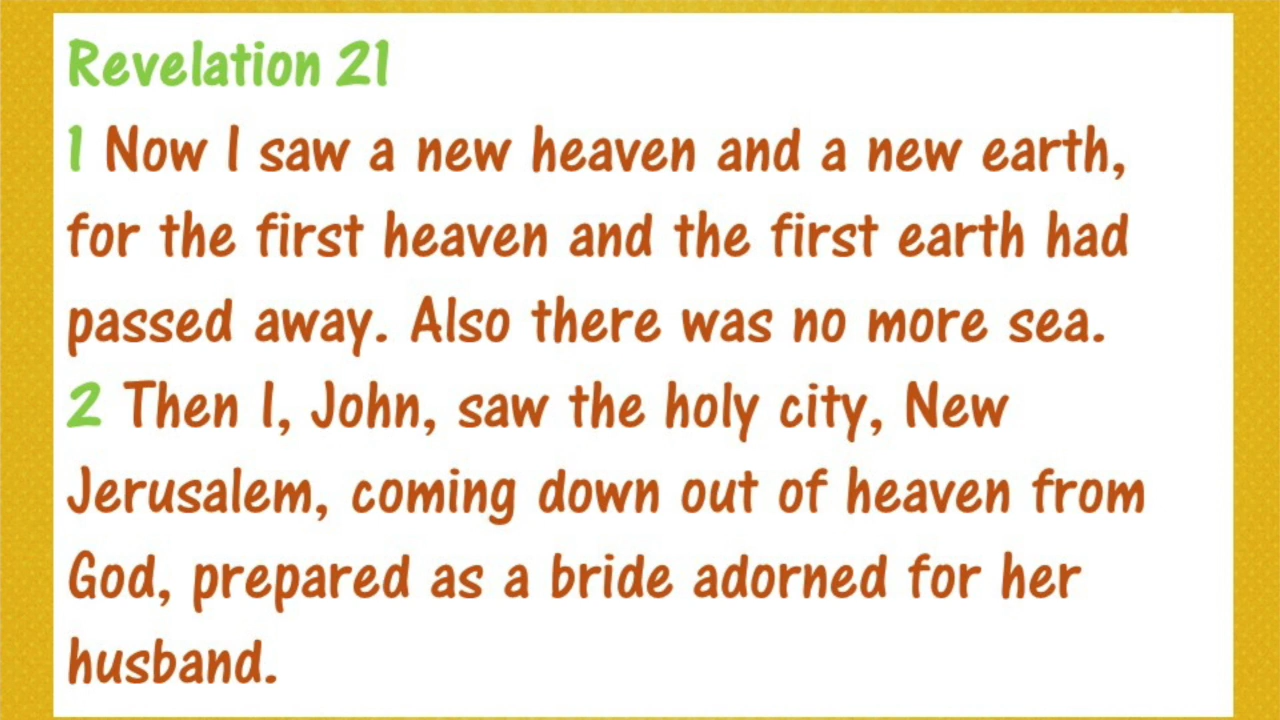 Revelation 21
1 Now I saw a new heaven and a new earth,
for the first heaven and the first earth had
passed away. Also there was no more sea.
2 Then I, John, saw the holy city, New
Jerusalem, coming down out of heaven from
God, prepared as a bride adorned for her
husband.